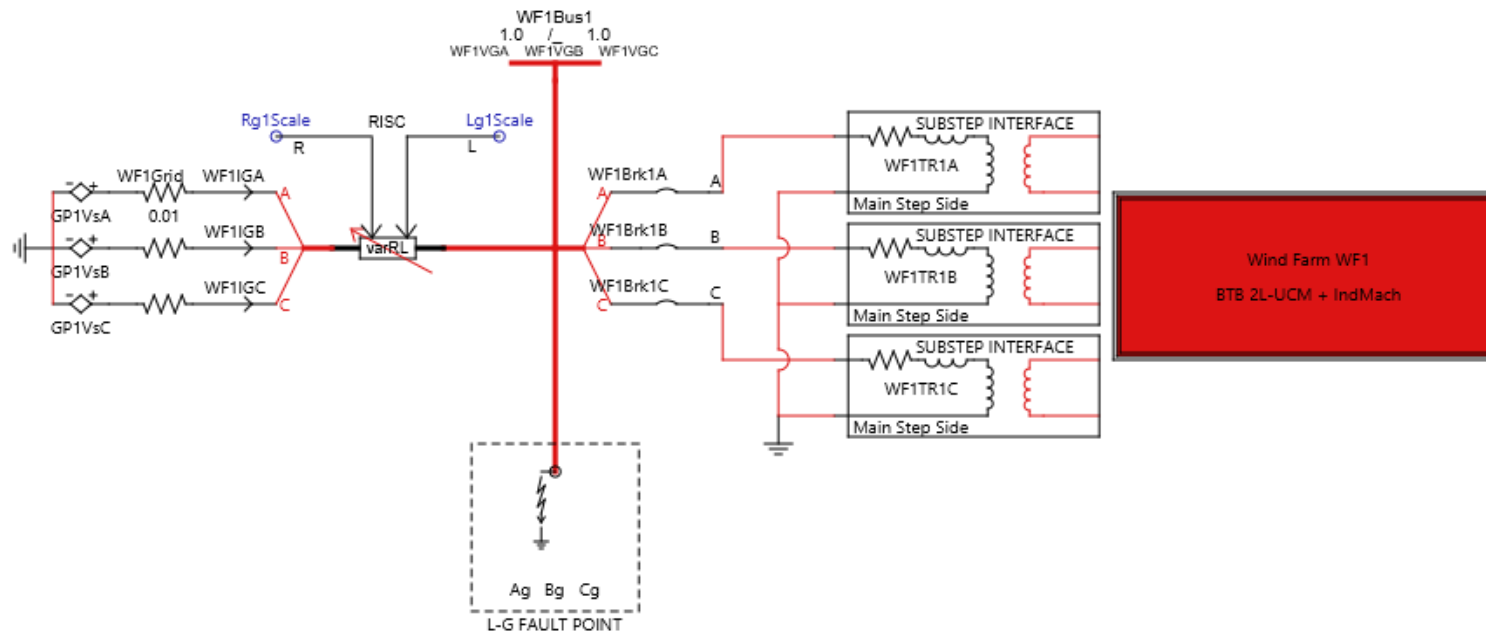 WF1Bus1
1.0 /_ 1.0
WF1VGA WF1VGB WF1VGC
Rg1Scale RISC Lg1Scale
R L
SUBSTEP INTERFACE
WF1TR1A
Main Step Side
WF1Grid WF1IGA
A
0.01
GP1VsA
WF1Brk1A A
A
WF1IGB
B
GP1VsB
varRL
WF1Brk1B B
B
SUBSTEP INTERFACE
WF1TR1B
Main Step Side
WF1IGC
C
GP1VsC
WF1Brk1C C
C
SUBSTEP INTERFACE
WF1TR1C
Main Step Side
Wind Farm WF1
BTB 2L-UCM + IndMach
- +
- +
- +
Ag Bg Cg
L-G FAULT POINT